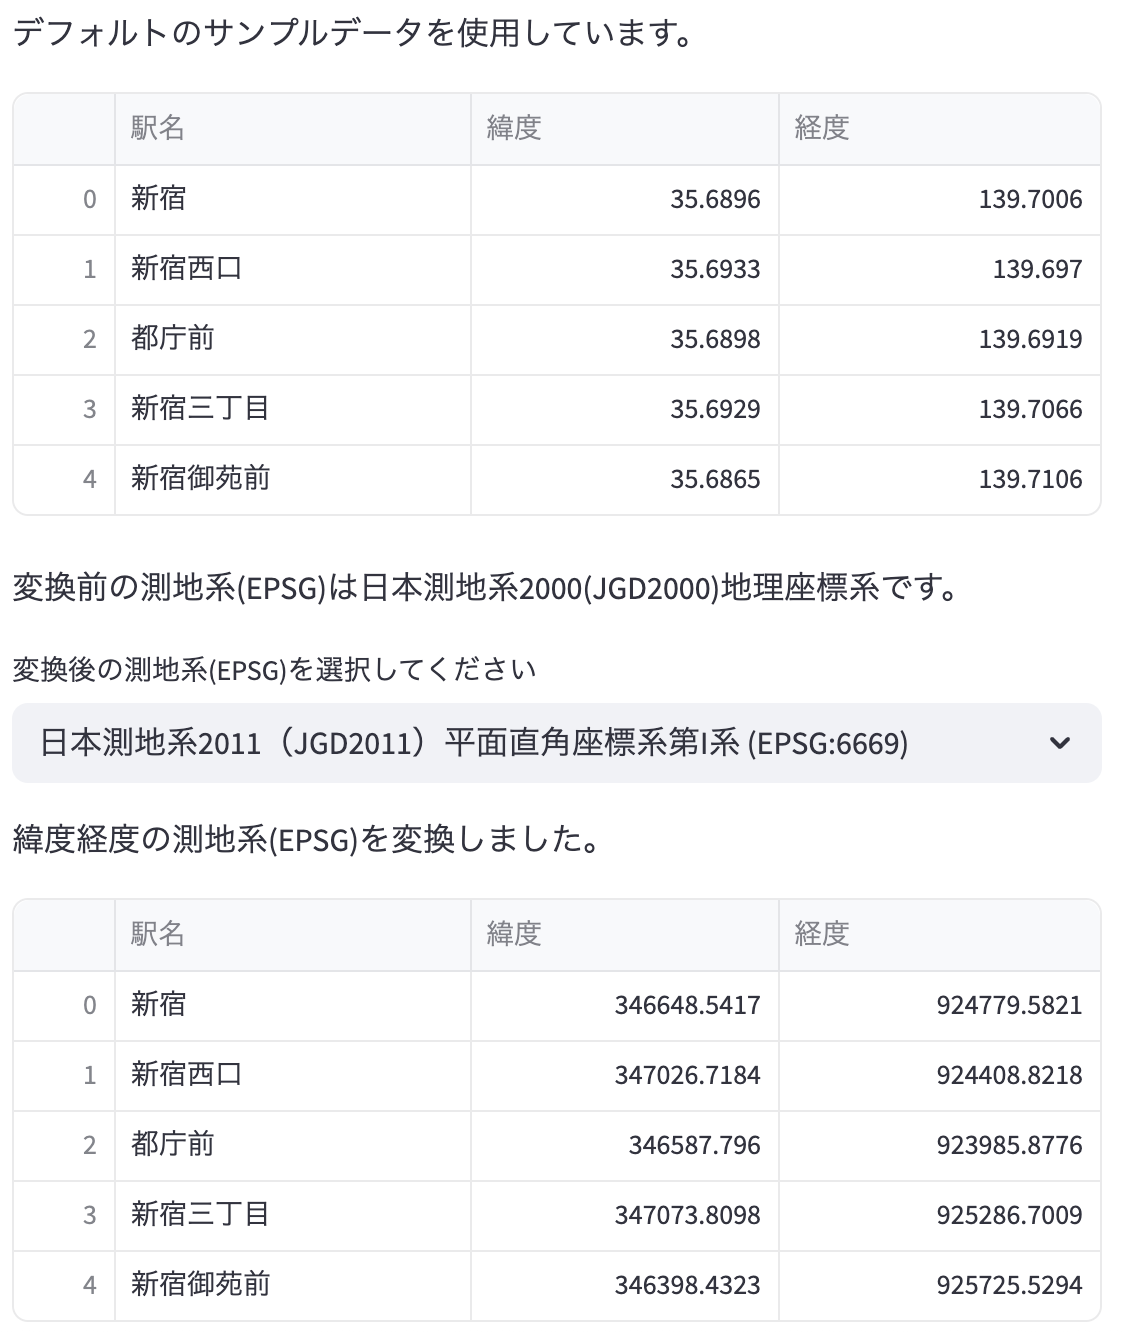 デフォルトのサンプルデータを使用しています。
駅名 緯度 経度
0 新宿 35.6896 139.7006
1 新宿西口 35.6933 139.697
2 都庁前 35.6898 139.6919
3 新宿三丁目 35.6929 139.7066
4 新宿御苑前 35.6865 139.7106
変換前の測地系(EPSG)は日本測地系2000(JGD2000)地理座標系です。
変換後の測地系(EPSG)を選択してください
日本測地系2011（JGD2011）平面直角座標系第I系 (EPSG:6669)
緯度経度の測地系(EPSG)を変換しました。
駅名 緯度 経度
0 新宿 346648.5417 924779.5821
1 新宿西口 347026.7184 924408.8218
2 都庁前 346587.796 923985.8776
3 新宿三丁目 347073.8098 925286.7009
4 新宿御苑前 346398.4323 925725.5294